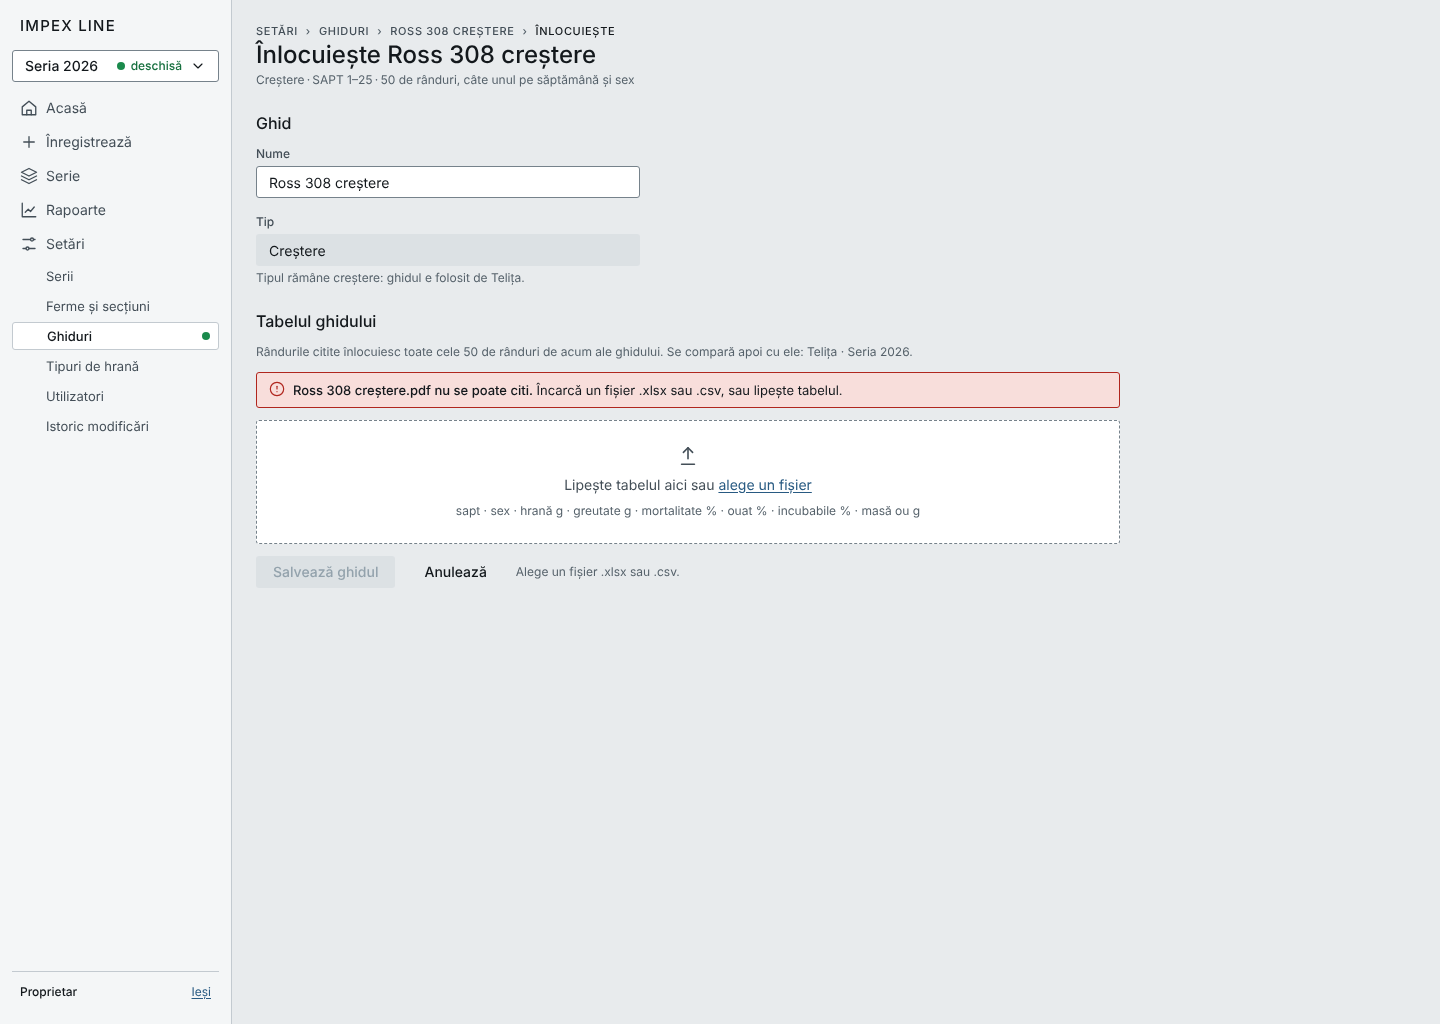 IMPEX LINE
Seria 2026 deschisă
Acasă
Înregistrează
Serie
Rapoarte
Setări
Serii
Ferme și secțiuni
Ghiduri
Tipuri de hrană
Utilizatori
Istoric modificări
Proprietar Ieși
SETĂRI › GHIDURI › ROSS 308 CREȘTERE › ÎNLOCUIEȘTE
Înlocuiește Ross 308 creștere
Creștere · SAPT 1–25 · 50 de rânduri, câte unul pe săptămână și sex
Ghid
Nume
Ross 308 creștere
Tip
Creștere
Tipul rămâne creștere: ghidul e folosit de Telița.
Tabelul ghidului
Rândurile citite înlocuiesc toate cele 50 de rânduri de acum ale ghidului. Se compară apoi cu ele: Telița · Seria 2026.
Ross 308 creștere.pdf nu se poate citi. Încarcă un fișier .xlsx sau .csv, sau lipește tabelul.
Lipește tabelul aici sau alege un fișier
sapt · sex · hrană g · greutate g · mortalitate % · ouat % · incubabile % · masă ou g
Salvează ghidul Anulează Alege un fișier .xlsx sau .csv.